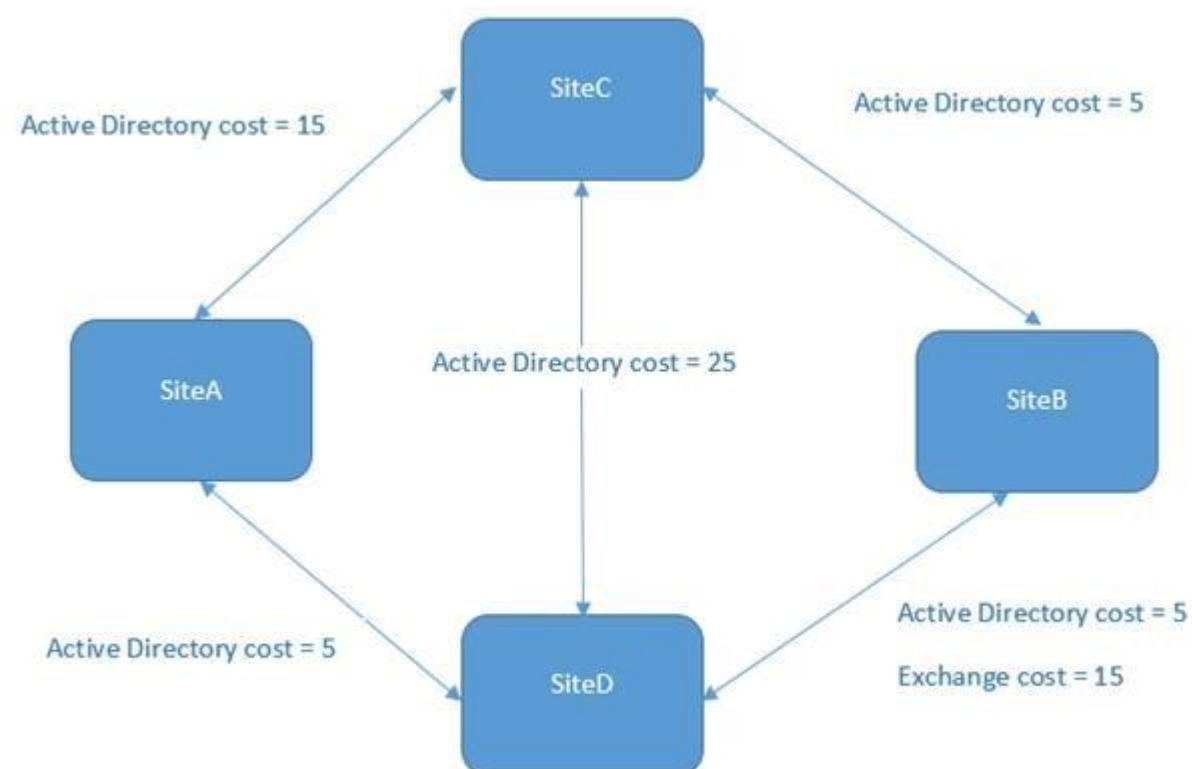 SiteC
Active Directory cost = 5
Active Directory cost = 15
Active Directory cost = 25
SiteA
SiteB
Active Directory cost = 5
Exchange cost = 15
Active Directory cost = 5
SiteD